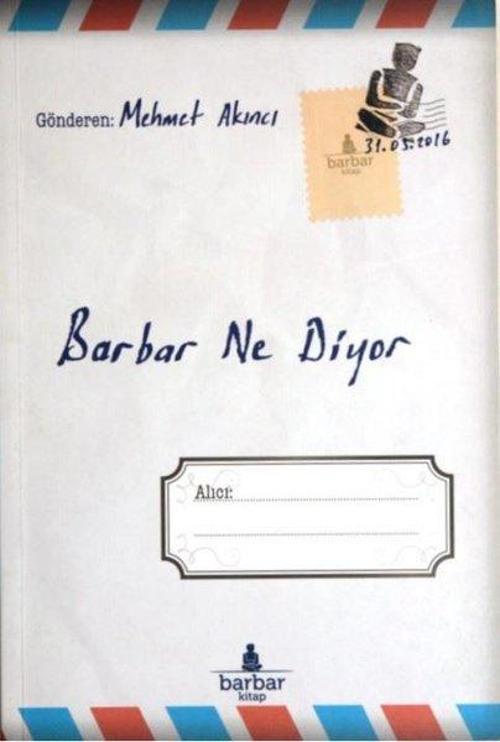 Gönderen: Mehmet Akıncı
31.05.2016
barbar
kitap
Barbar Ne Diyor
Alıcı:
barbar
kitap